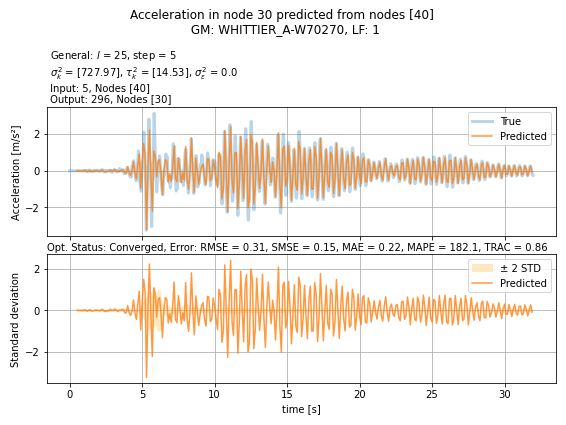 Acceleration in node 30 predicted from nodes [40]
GM: WHITTIER_A-W70270, LF: 1
General: l = 25, step = 5
σ²ₖ = [727.97], τ²ₖ = [14.53], σ²ε = 0.0
Input: 5, Nodes [40]
Output: 296, Nodes [30]
Acceleration [m/s²]
2
0
−2
True
Predicted
Opt. Status: Converged, Error: RMSE = 0.31, SMSE = 0.15, MAE = 0.22, MAPE = 182.1, TRAC = 0.86
Standard deviation
2
0
−2
± 2 STD
Predicted
0 5 10 15 20 25 30
time [s]